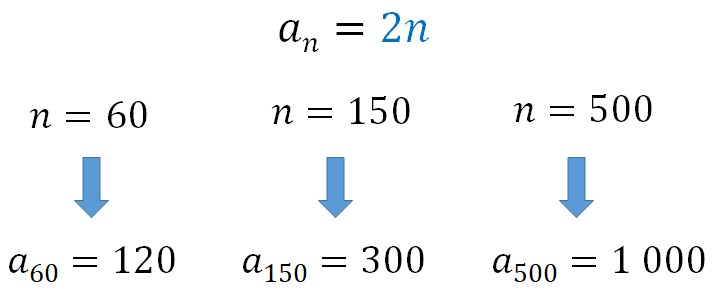 aₙ = 2n
n = 60 n = 150 n = 500
a₆₀ = 120 a₁₅₀ = 300 a₅₀₀ = 1 000